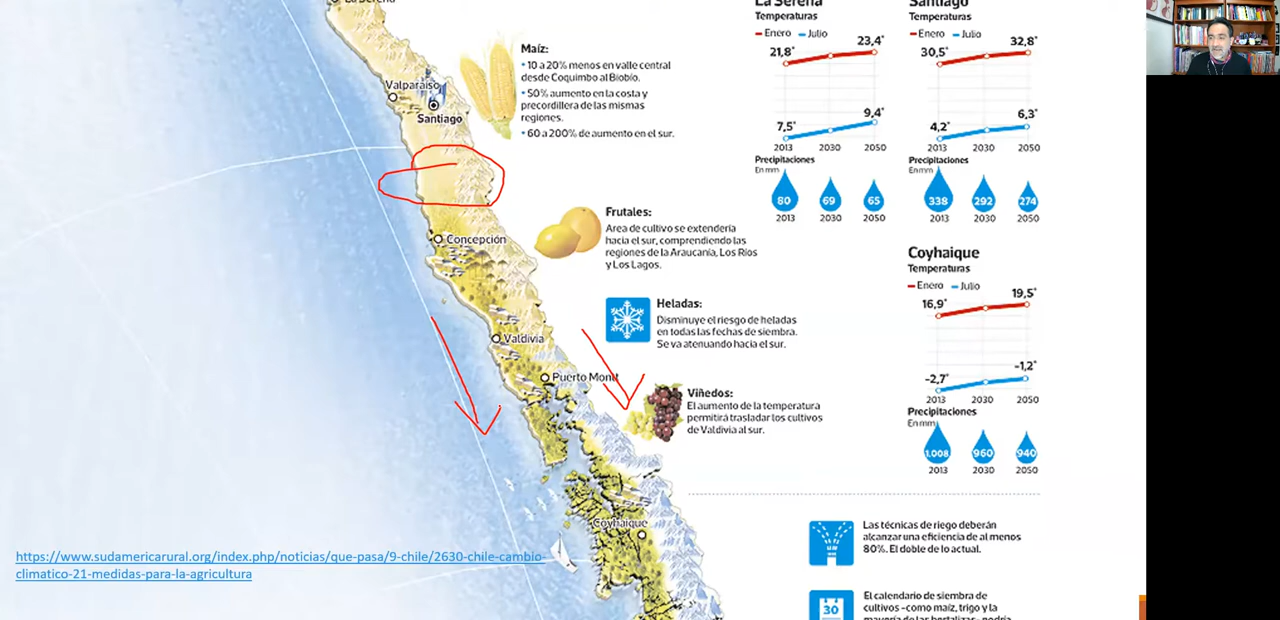 La Serena
Valparaíso
Santiago
Concepción
Valdivia
Puerto Montt
Coyhaique
Maíz:
• 10 a 20% menos en valle central
desde Coquimbo al Biobío.
• 50% aumento en la costa y
precordillera de las mismas
regiones.
• 60 a 200% de aumento en el sur.
Frutales:
Area de cultivo se extendería
hacia el sur, comprendiendo las
regiones de la Araucanía, Los Ríos
y Los Lagos.
Heladas:
Disminuye el riesgo de heladas
en todas las fechas de siembra.
Se va atenuando hacia el sur.
Viñedos:
El aumento de la temperatura
permitirá trasladar los cultivos
de Valdivia al sur.
La Serena
Temperaturas
Enero Julio
21,8° 23,4°
7,5° 9,4°
2013 2030 2050
Precipitaciones
En mm
80 69 65
2013 2030 2050
Santiago
Temperaturas
Enero Julio
30,5° 32,8°
4,2° 6,3°
2013 2030 2050
Precipitaciones
En mm
338 292 274
2013 2030 2050
Coyhaique
Temperaturas
Enero Julio
16,9° 19,5°
-2,7° -1,2°
2013 2030 2050
Precipitaciones
En mm
1.008 960 940
2013 2030 2050
Las técnicas de riego deberán
alcanzar una eficiencia de al menos
80%. El doble de lo actual.
30
El calendario de siembra de
cultivos -como maíz, trigo y la
mayoría de las hortalizas- podría
https://www.sudamericarural.org/index.php/noticias/que-pasa/9-chile/2630-chile-cambio-
climatico-21-medidas-para-la-agricultura